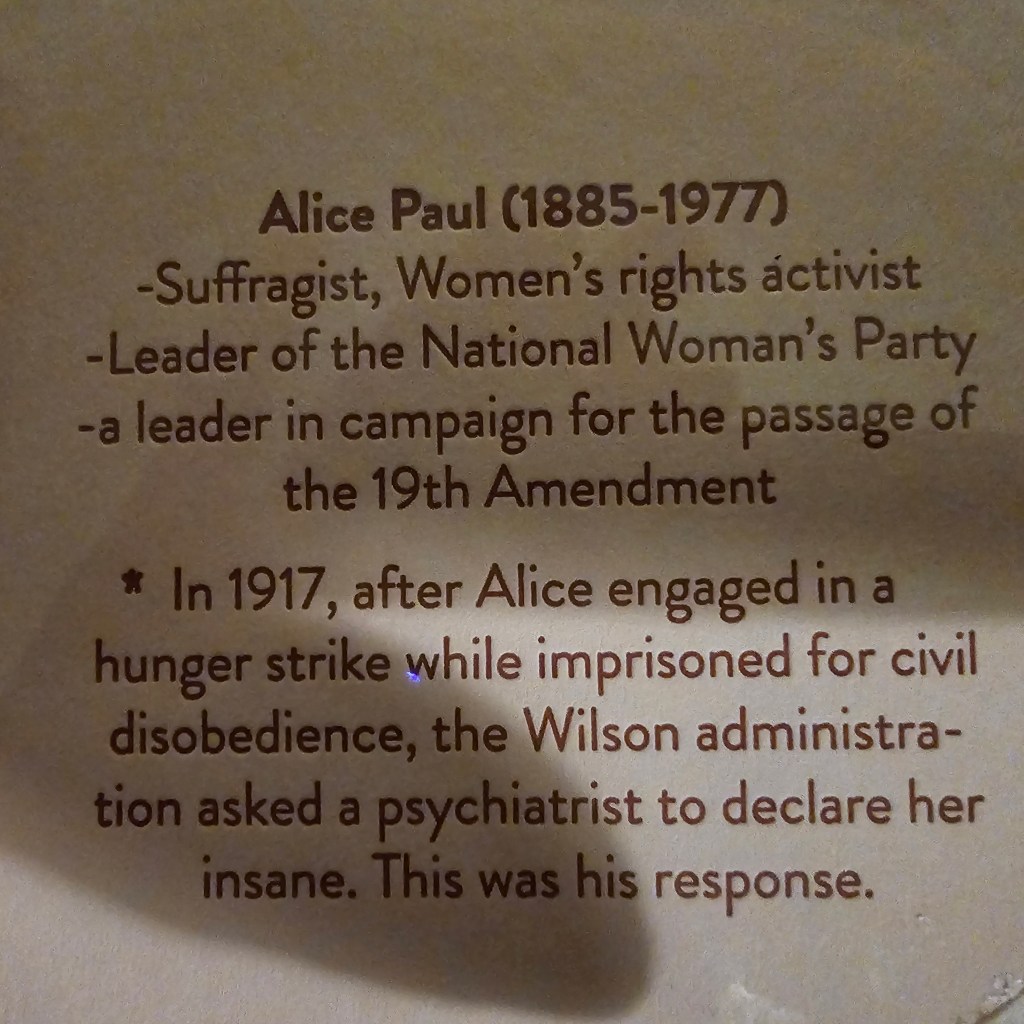 Alice Paul (1885-1977)
-Suffragist, Women's rights activist
-Leader of the National Woman's Party
-a leader in campaign for the passage of
the 19th Amendment
* In 1917, after Alice engaged in a
hunger strike while imprisoned for civil
disobedience, the Wilson administra-
tion asked a psychiatrist to declare her
insane. This was his response.